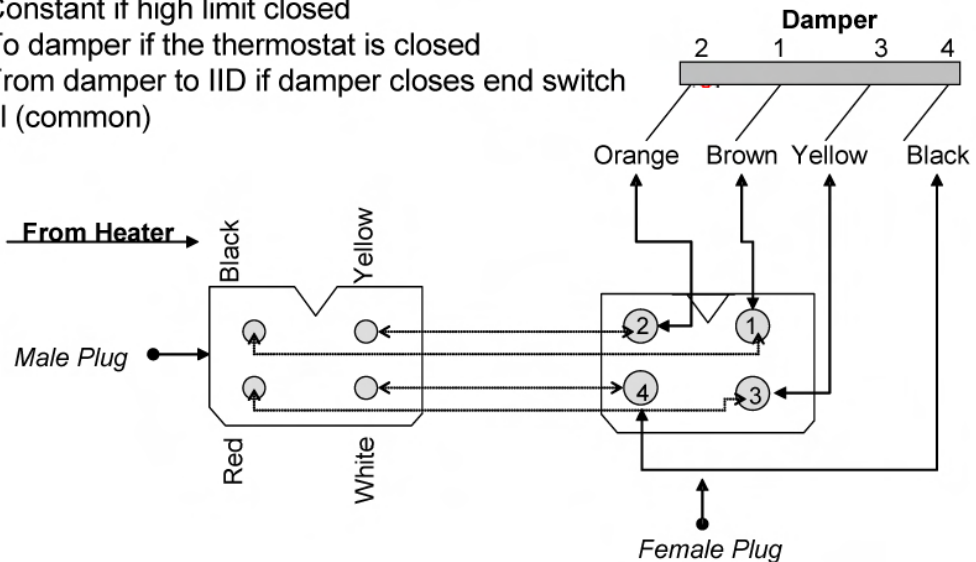 Constant if high limit closed
To damper if the thermostat is closed
From damper to IID if damper closes end switch
(common)
Damper
2 1 3 4
Orange Brown Yellow Black
From Heater
Black
Yellow
2 1
Male Plug
4 3
Red
White
Female Plug